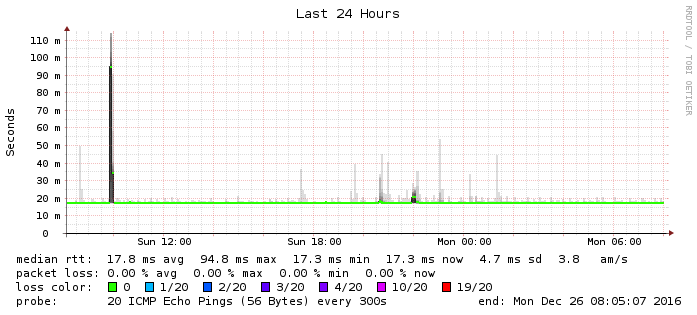 Last 24 Hours
RRDTOOL / TOBI OETIKER
Seconds
110 m
100 m
90 m
80 m
70 m
60 m
50 m
40 m
30 m
20 m
10 m
0
Sun 12:00 Sun 18:00 Mon 00:00 Mon 06:00
median rtt: 17.8 ms avg 94.8 ms max 17.3 ms min 17.3 ms now 4.7 ms sd 3.8 am/s
packet loss: 0.00 % avg 0.00 % max 0.00 % min 0.00 % now
loss color: 0 1/20 2/20 3/20 4/20 10/20 19/20
probe: 20 ICMP Echo Pings (56 Bytes) every 300s end: Mon Dec 26 08:05:07 2016